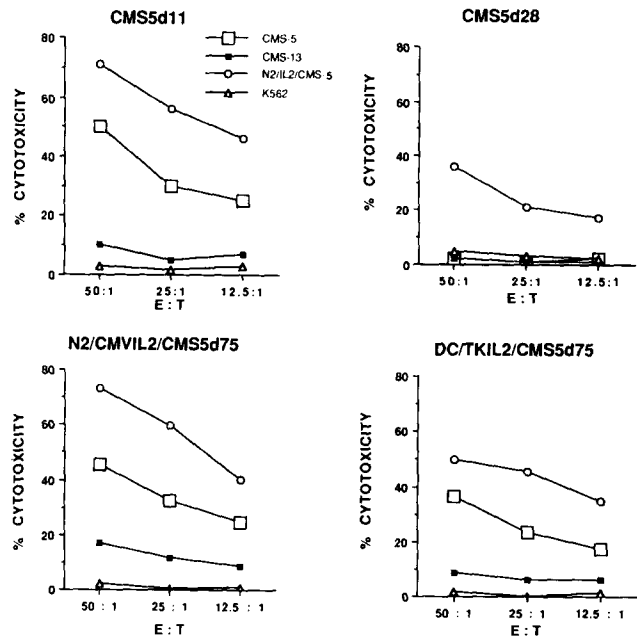 CMS5d11
CMS5d28
CMS-5
CMS-13
N2/IL2/CMS-5
K562
% CYTOTOXICITY
80
60
40
20
0
50:1
25:1
12.5:1
E:T
% CYTOTOXICITY
80
60
40
20
0
50:1
25:1
12.5:1
E:T
N2/CMVIL2/CMS5d75
DC/TKIL2/CMS5d75
% CYTOTOXICITY
80
60
40
20
0
50 : 1
25 : 1
12.5 : 1
E:T
% CYTOTOXICITY
80
60
40
20
0
50 : 1
25 : 1
12.5 : 1
E:T